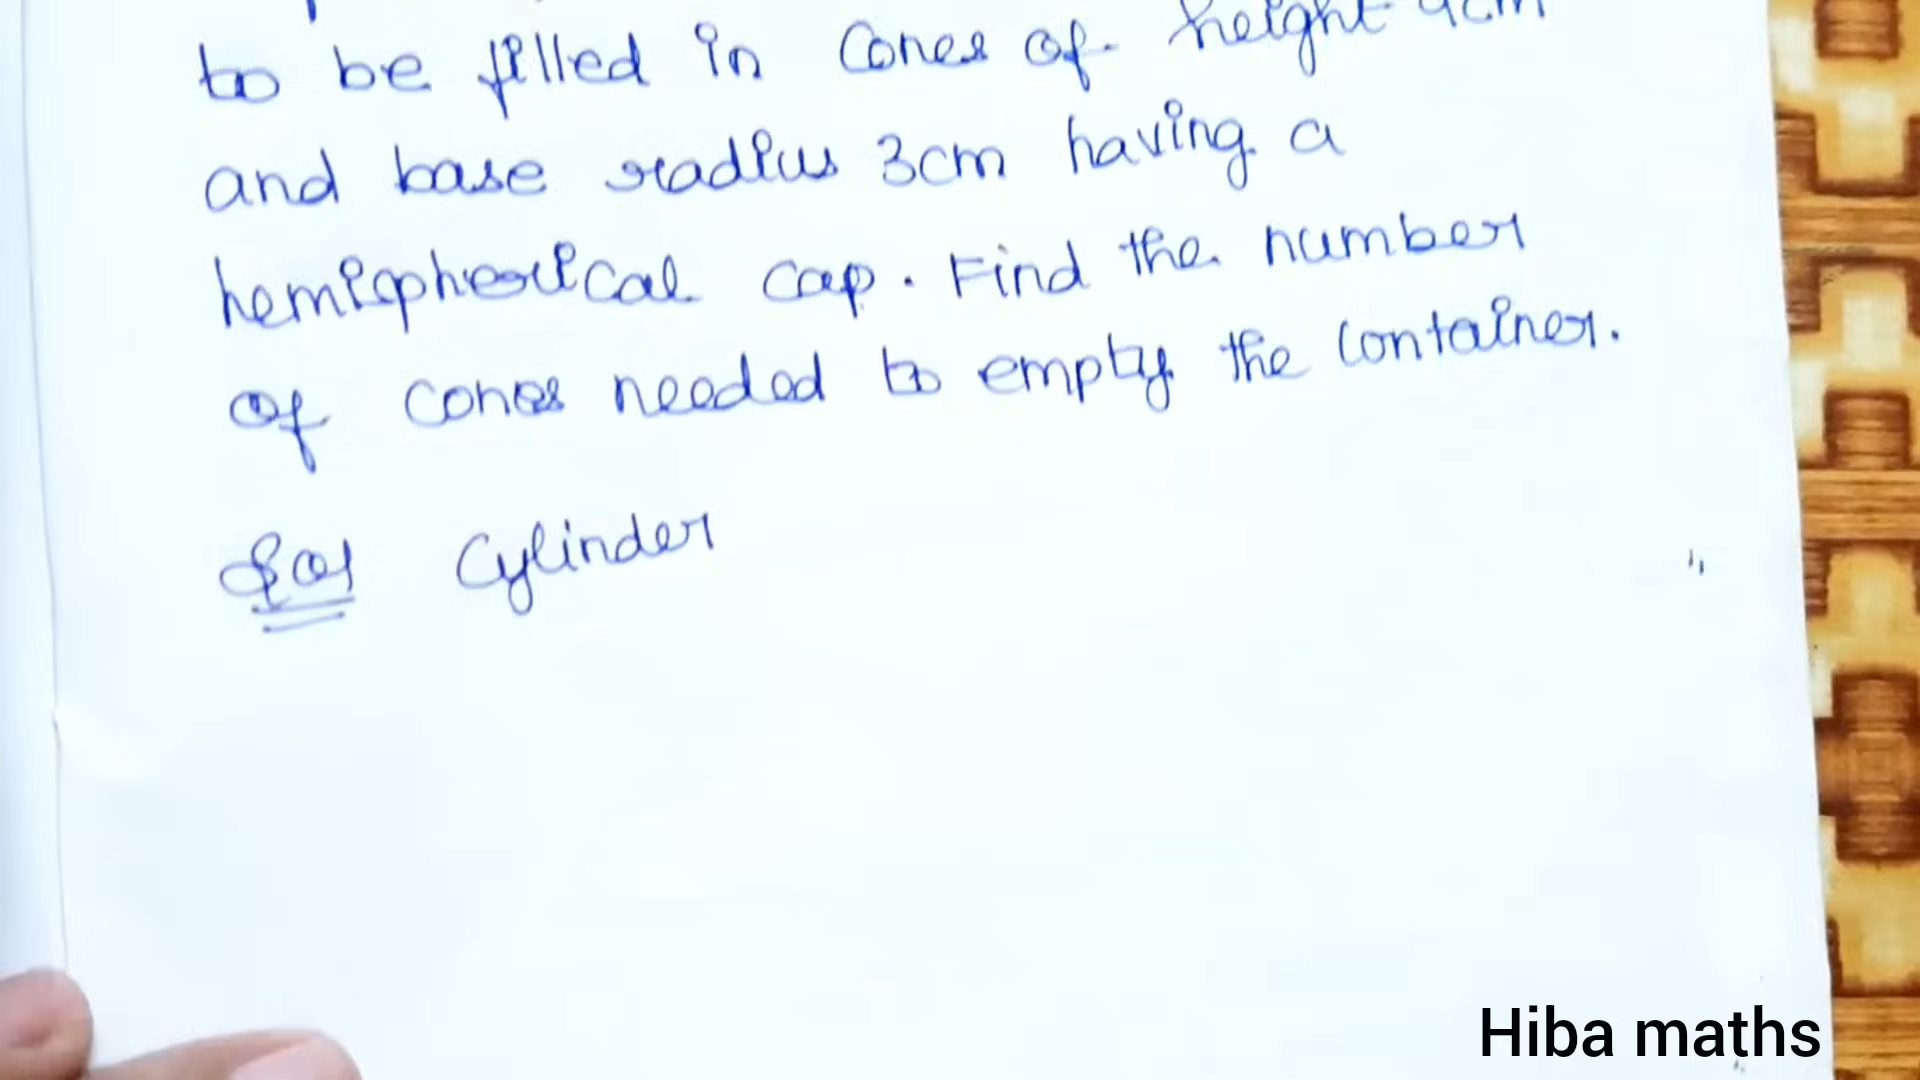 to be filled in Cones of height 9cm
and base radius 3cm having a
hemispherical cap. Find the number
of cones needed to empty the container.
Sol Cylinder
Hiba maths